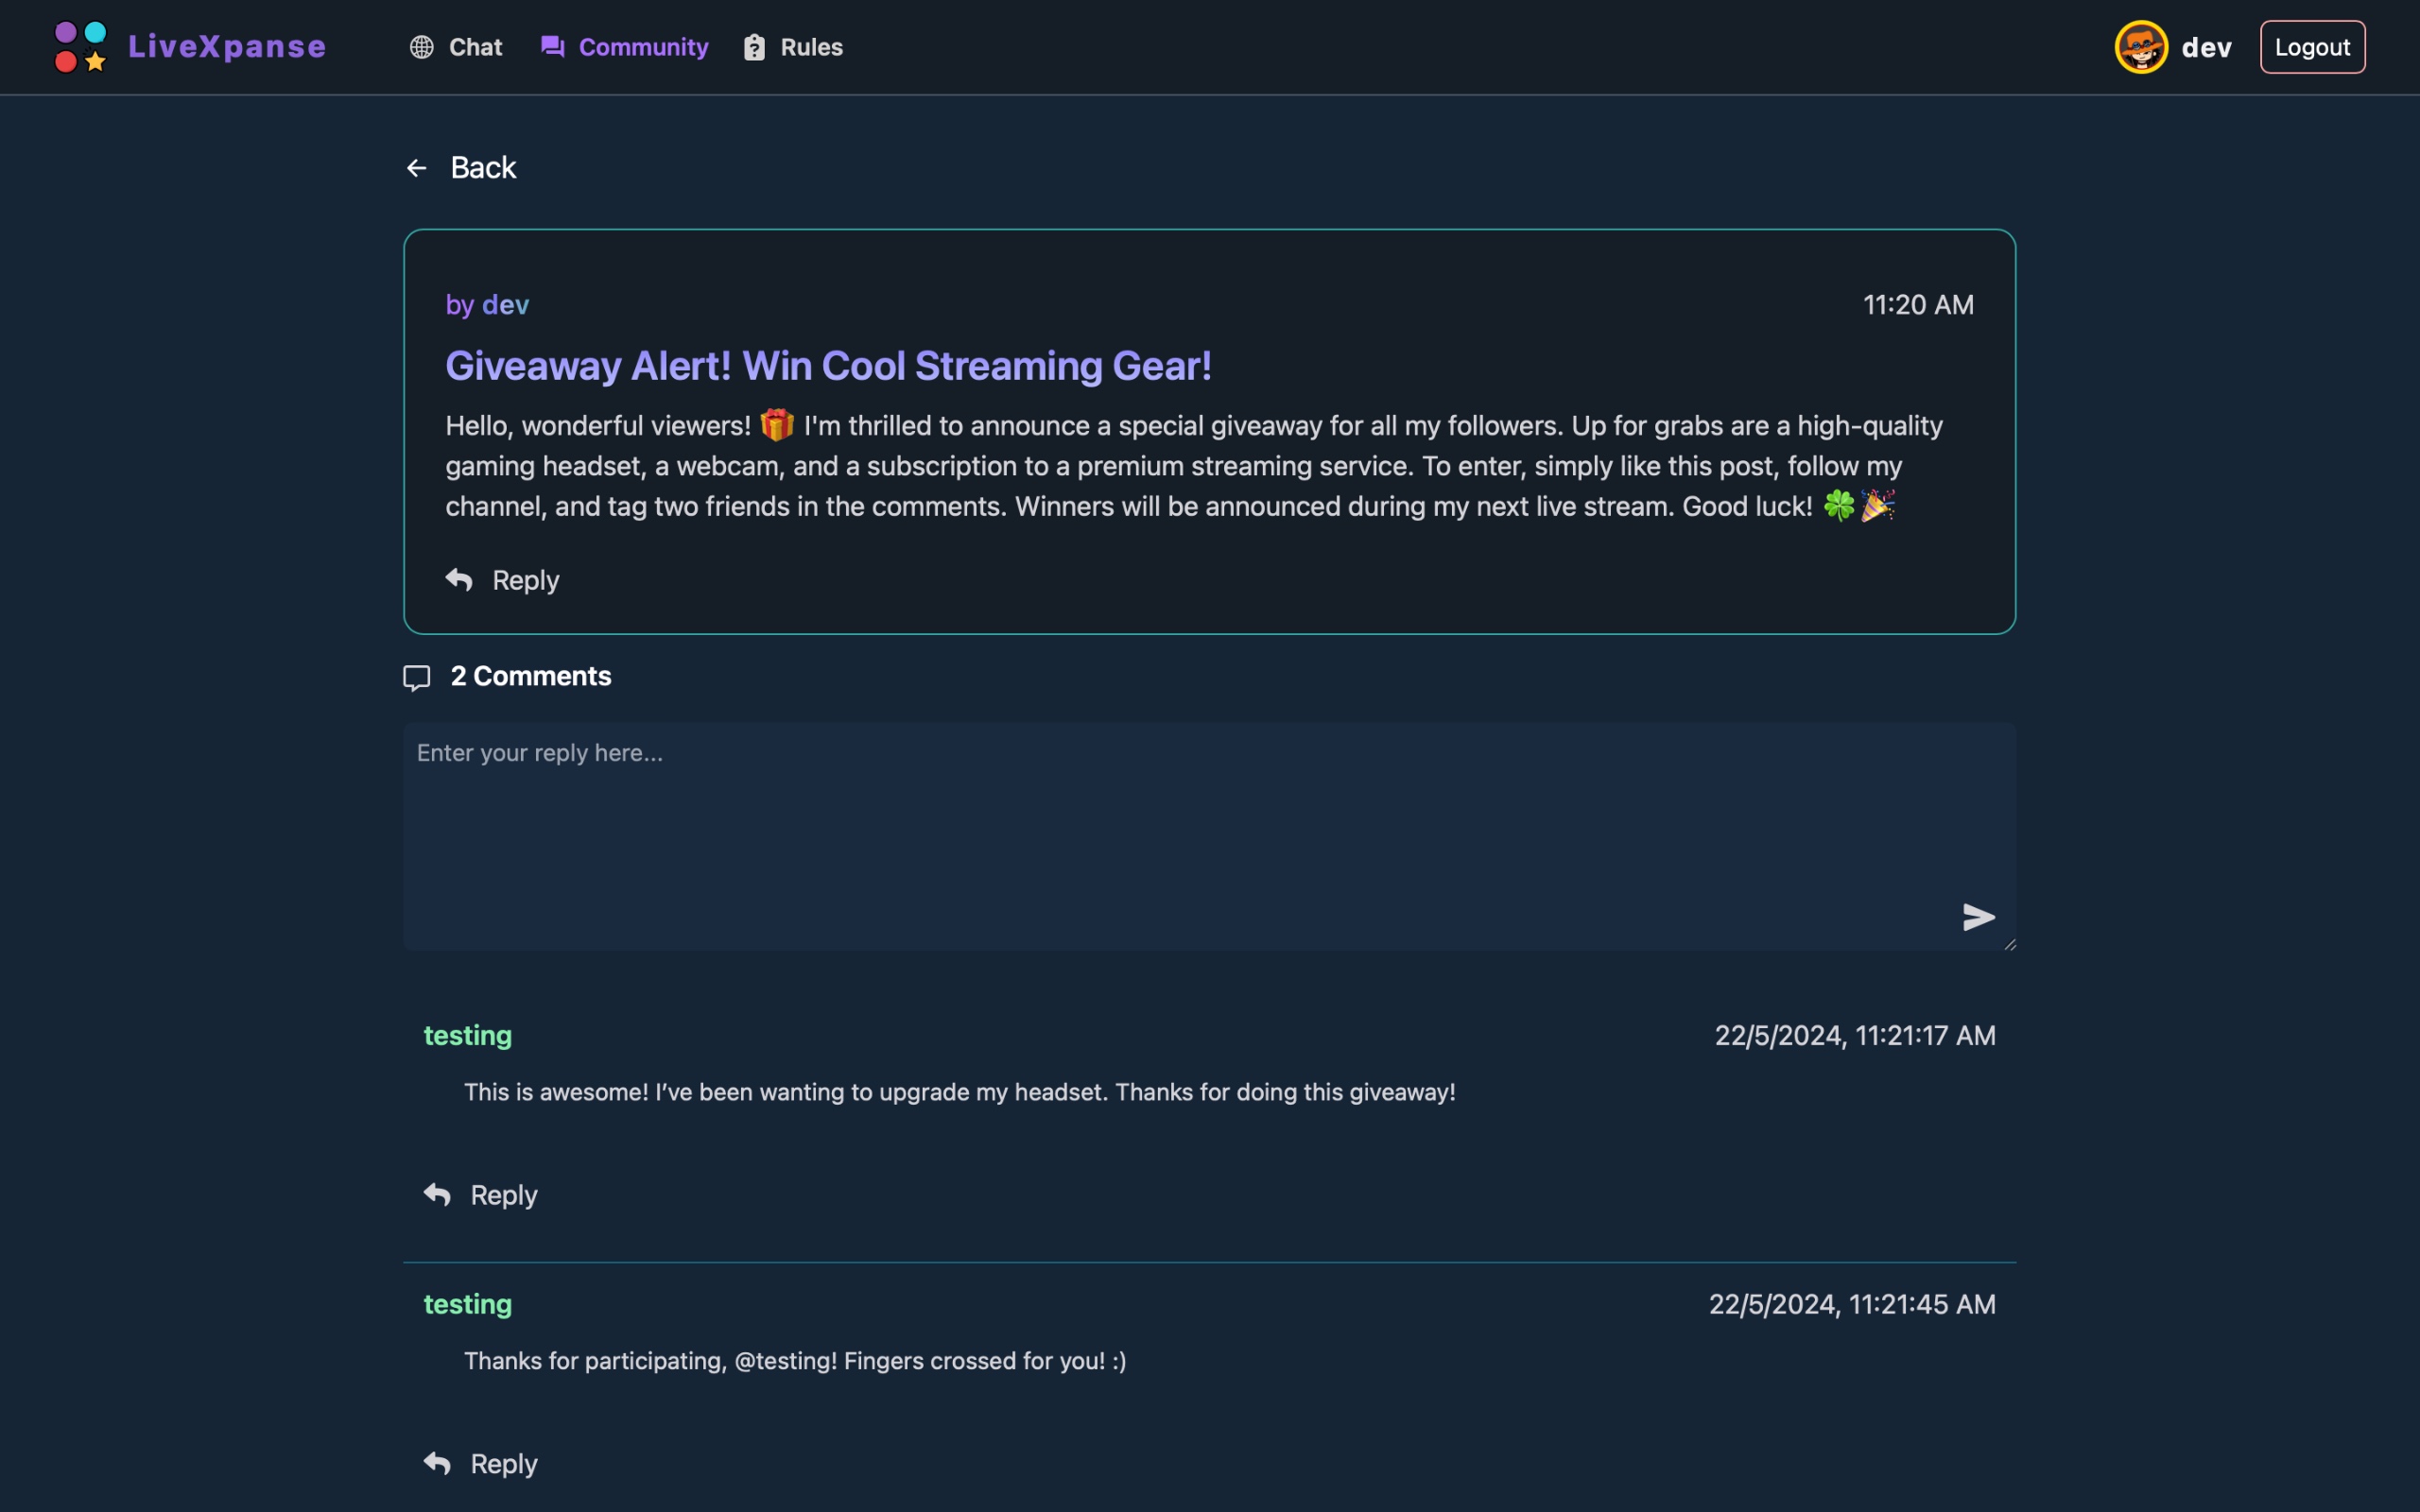 LiveXpanse Chat Community Rules dev Logout
Back
by dev 11:20 AM
Giveaway Alert! Win Cool Streaming Gear!
Hello, wonderful viewers! 🎁 I'm thrilled to announce a special giveaway for all my followers. Up for grabs are a high-quality
gaming headset, a webcam, and a subscription to a premium streaming service. To enter, simply like this post, follow my
channel, and tag two friends in the comments. Winners will be announced during my next live stream. Good luck! 🍀🎉
Reply
2 Comments
Enter your reply here...
testing 22/5/2024, 11:21:17 AM
This is awesome! I’ve been wanting to upgrade my headset. Thanks for doing this giveaway!
Reply
testing 22/5/2024, 11:21:45 AM
Thanks for participating, @testing! Fingers crossed for you! :)
Reply